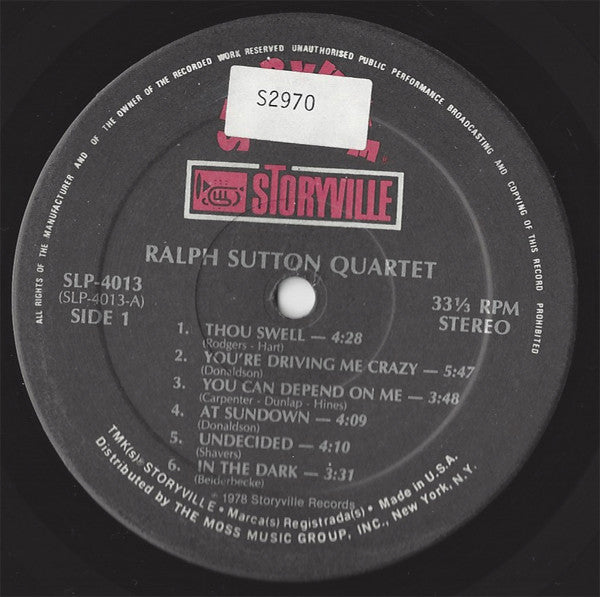 ALL RIGHTS OF THE MANUFACTURER AND OF THE OWNER OF THE RECORDED WORK RESERVED UNAUTHORISED PUBLIC PERFORMANCE BROADCASTING AND COPYING OF THIS RECORD PROHIBITED
S2970
STORYVILLE
RALPH SUTTON QUARTET
SLP-4013
(SLP-4013-A)
SIDE 1
33⅓ RPM
STEREO
1. THOU SWELL — 4:28
(Rodgers - Hart)
2. YOU'RE DRIVING ME CRAZY — 5:47
(Donaldson)
3. YOU CAN DEPEND ON ME — 3:48
(Carpenter - Dunlap - Hines)
4. AT SUNDOWN — 4:09
(Donaldson)
5. UNDECIDED — 4:10
(Shavers)
6. IN THE DARK — 3:31
(Beiderbecke)
℗ 1978 Storyville Records
TMK(s) STORYVILLE • Marca(s) Registrada(s) • Made in U.S.A.
Distributed by THE MOSS MUSIC GROUP, INC., New York, N.Y.